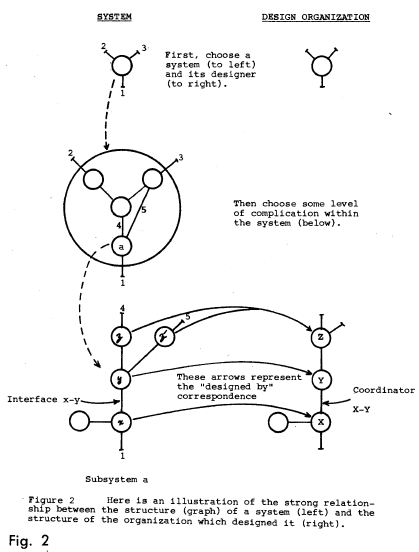 SYSTEM
DESIGN ORGANIZATION
2
3
1
First, choose a
system (to left)
and its designer
(to right).
2
3
5
4
a
1
Then choose some level
of complication within
the system (below).
4
5
z
z'
Z
y
Y
These arrows represent
the "designed by"
correspondence
Interface x-y
Coordinator
X-Y
x
X
1
Subsystem a
Figure 2 Here is an illustration of the strong relation-
ship between the structure (graph) of a system (left) and the
structure of the organization which designed it (right).
Fig. 2